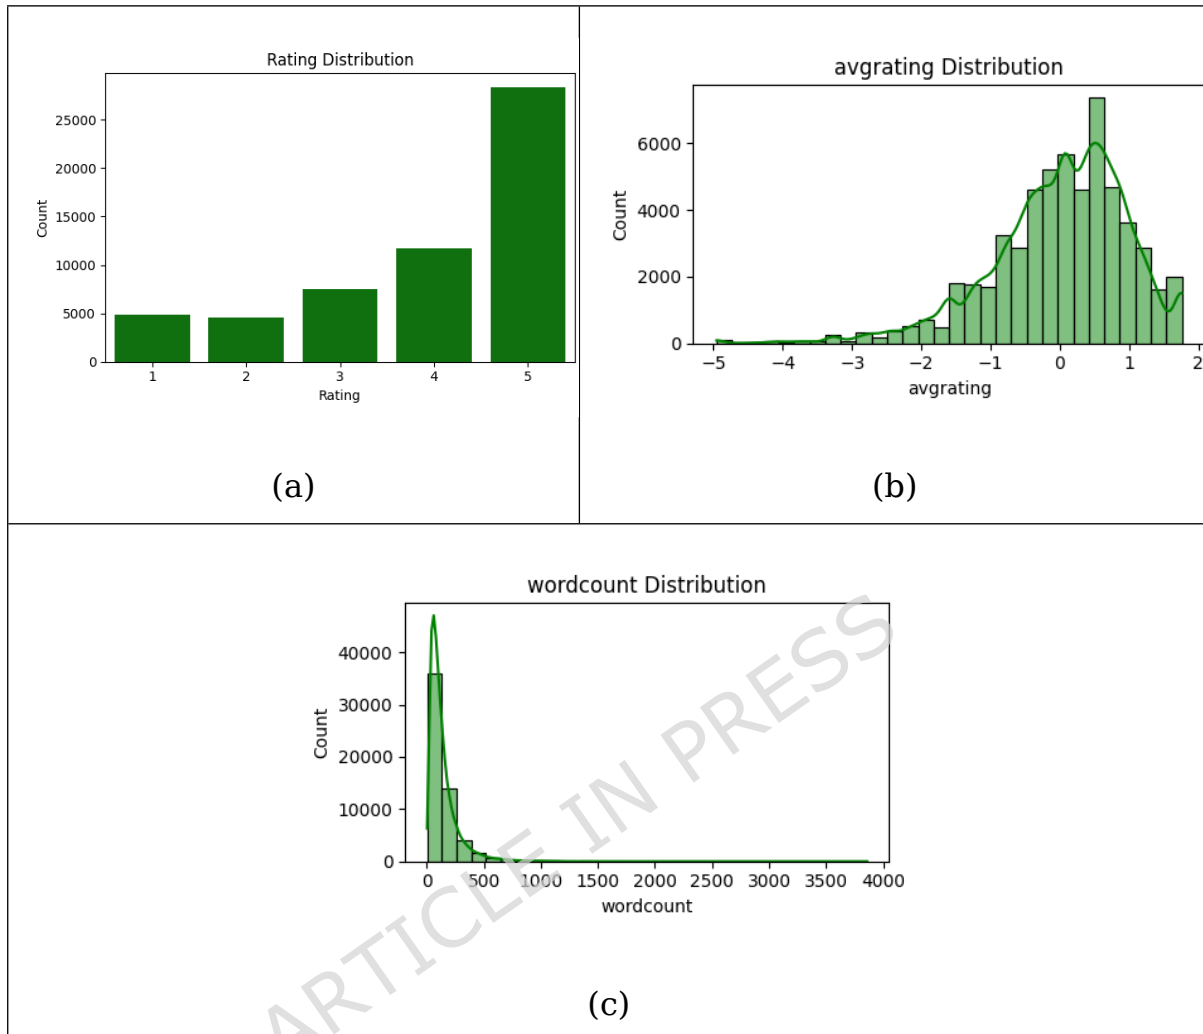 Rating Distribution
Count
25000
20000
15000
10000
5000
0
1 2 3 4 5
Rating
(a)
avgrating Distribution
Count
6000
4000
2000
0
−5 −4 −3 −2 −1 0 1 2
avgrating
(b)
wordcount Distribution
Count
40000
30000
20000
10000
0
0 500 1000 1500 2000 2500 3000 3500 4000
wordcount
(c)
ARTICLE IN PRESS